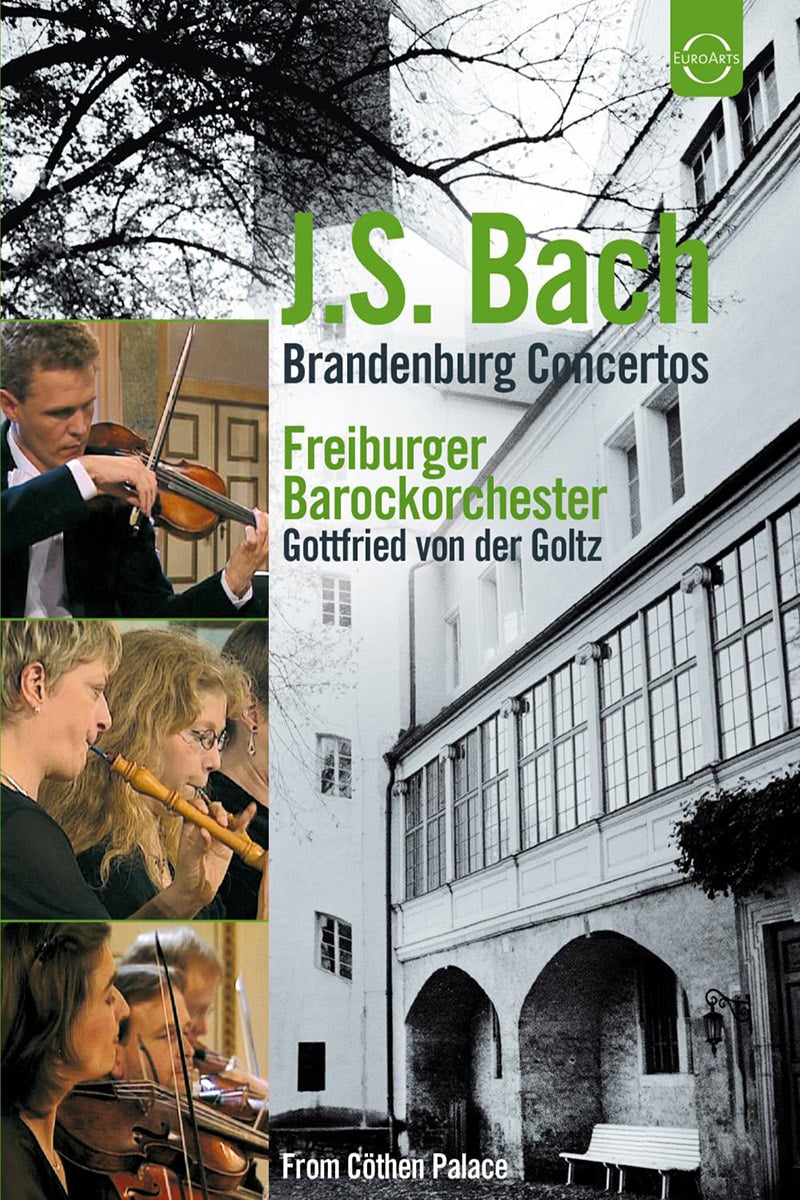 EUROARTS
J.S. Bach
Brandenburg Concertos
Freiburger
Barockorchester
Gottfried von der Goltz
From Cöthen Palace